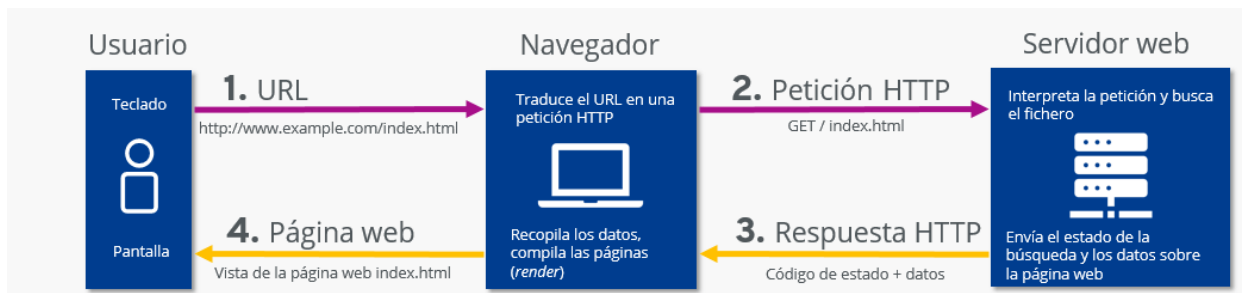 Usuario
Navegador
Servidor web
Teclado
1. URL
http://www.example.com/index.html
Traduce el URL en una
petición HTTP
2. Petición HTTP
GET / index.html
Interpreta la petición y busca
el fichero
Pantalla
4. Página web
Vista de la página web index.html
Recopila los datos,
compila las páginas
(render)
3. Respuesta HTTP
Código de estado + datos
Envía el estado de la
búsqueda y los datos sobre
la página web